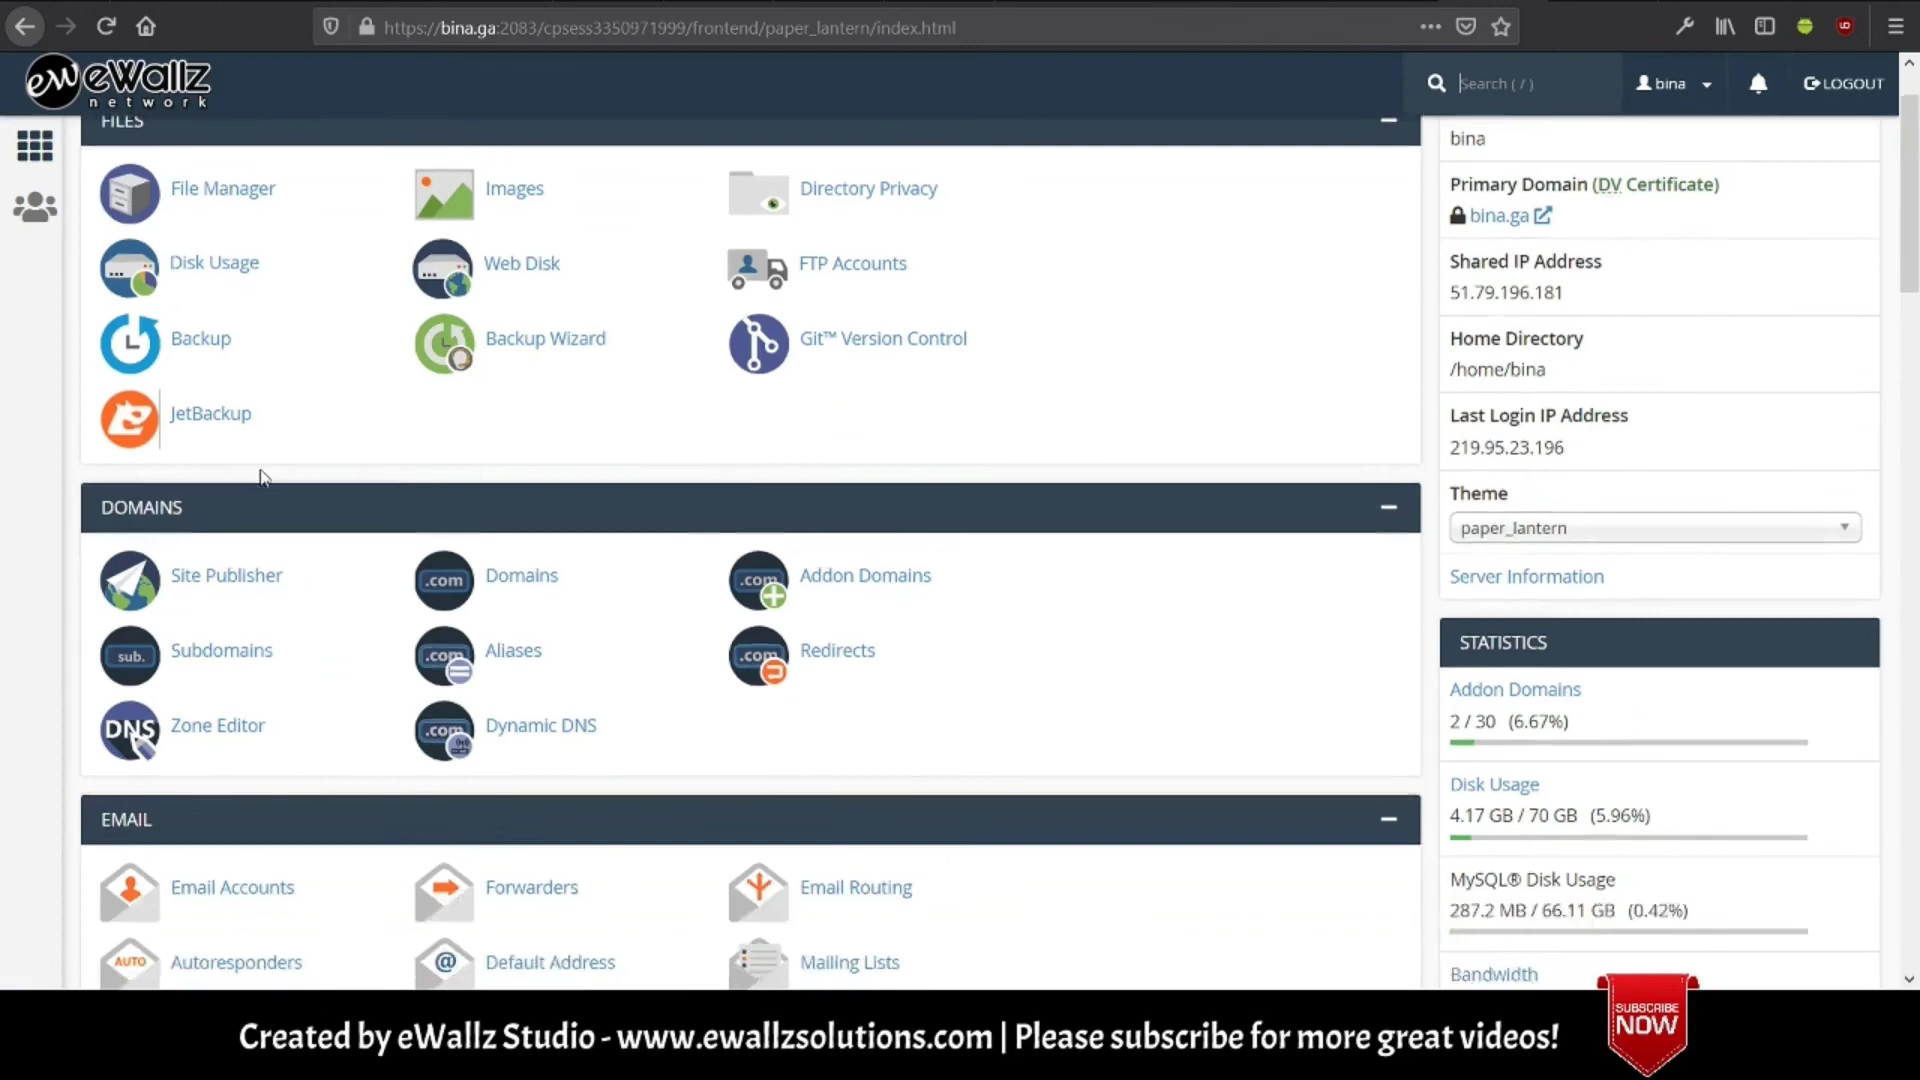 https://bina.ga:2083/cpsess3350971999/frontend/paper_lantern/index.html
ew eWallz
network
Search ( / )
bina
LOGOUT
FILES
File Manager
Images
Directory Privacy
Disk Usage
Web Disk
FTP Accounts
Backup
Backup Wizard
Git™ Version Control
JetBackup
DOMAINS
.com
.com
Site Publisher
Domains
Addon Domains
sub.
.com
.com
Subdomains
Aliases
Redirects
DNS
.com
Zone Editor
Dynamic DNS
EMAIL
Email Accounts
Forwarders
Email Routing
AUTO
@
Autoresponders
Default Address
Mailing Lists
bina
Primary Domain (DV Certificate)
bina.ga
Shared IP Address
51.79.196.181
Home Directory
/home/bina
Last Login IP Address
219.95.23.196
Theme
paper_lantern
Server Information
STATISTICS
Addon Domains
2 / 30 (6.67%)
Disk Usage
4.17 GB / 70 GB (5.96%)
MySQL® Disk Usage
287.2 MB / 66.11 GB (0.42%)
Bandwidth
Created by eWallz Studio - www.ewallzsolutions.com | Please subscribe for more great videos!
SUBSCRIBE
NOW